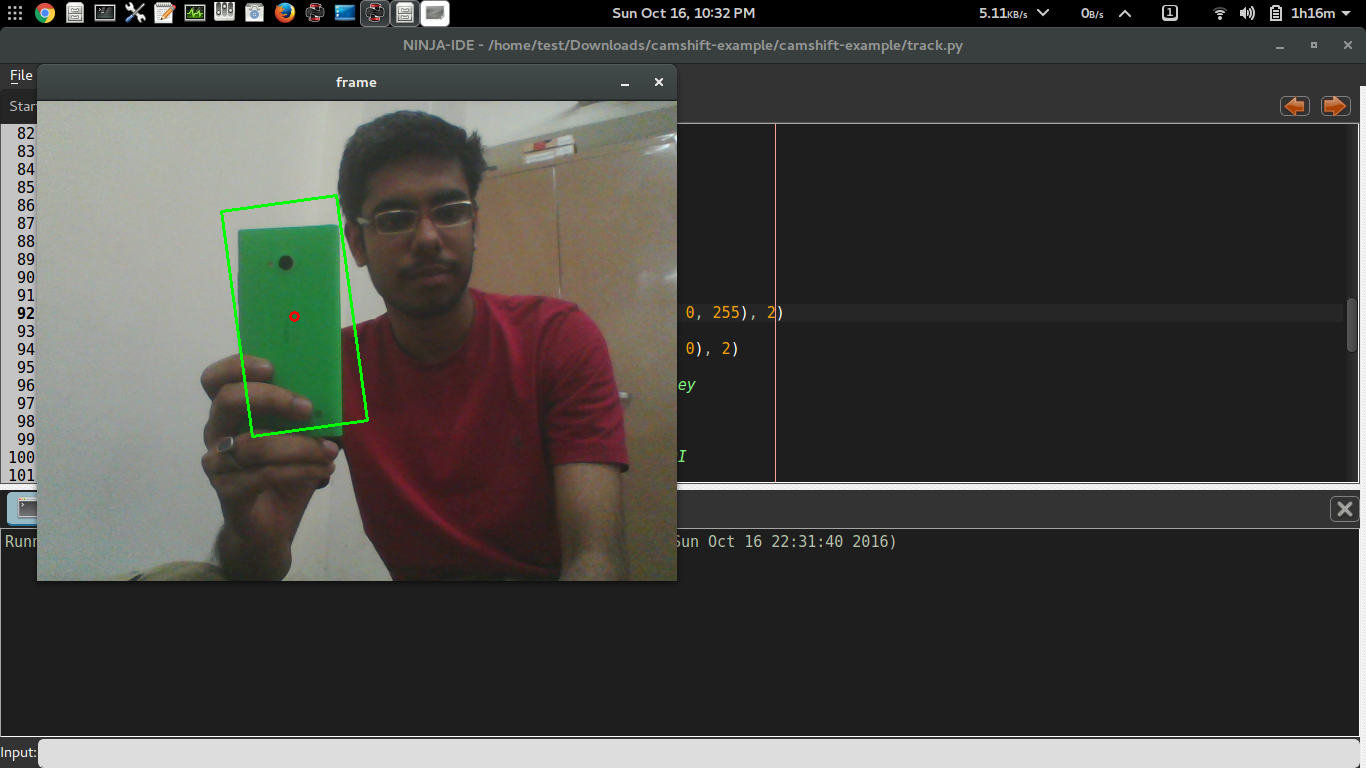 Sun Oct 16, 10:32 PM
5.11KB/s
0B/s
1
1h16m
NINJA-IDE - /home/test/Downloads/camshift-example/camshift-example/track.py
File
frame
Star
82
83
84
85
86
87
88
89
90
91
92 0, 255), 2)
93
94 0), 2)
95
96 ey
97
98
99
100 I
101
Runn Sun Oct 16 22:31:40 2016)
Input: